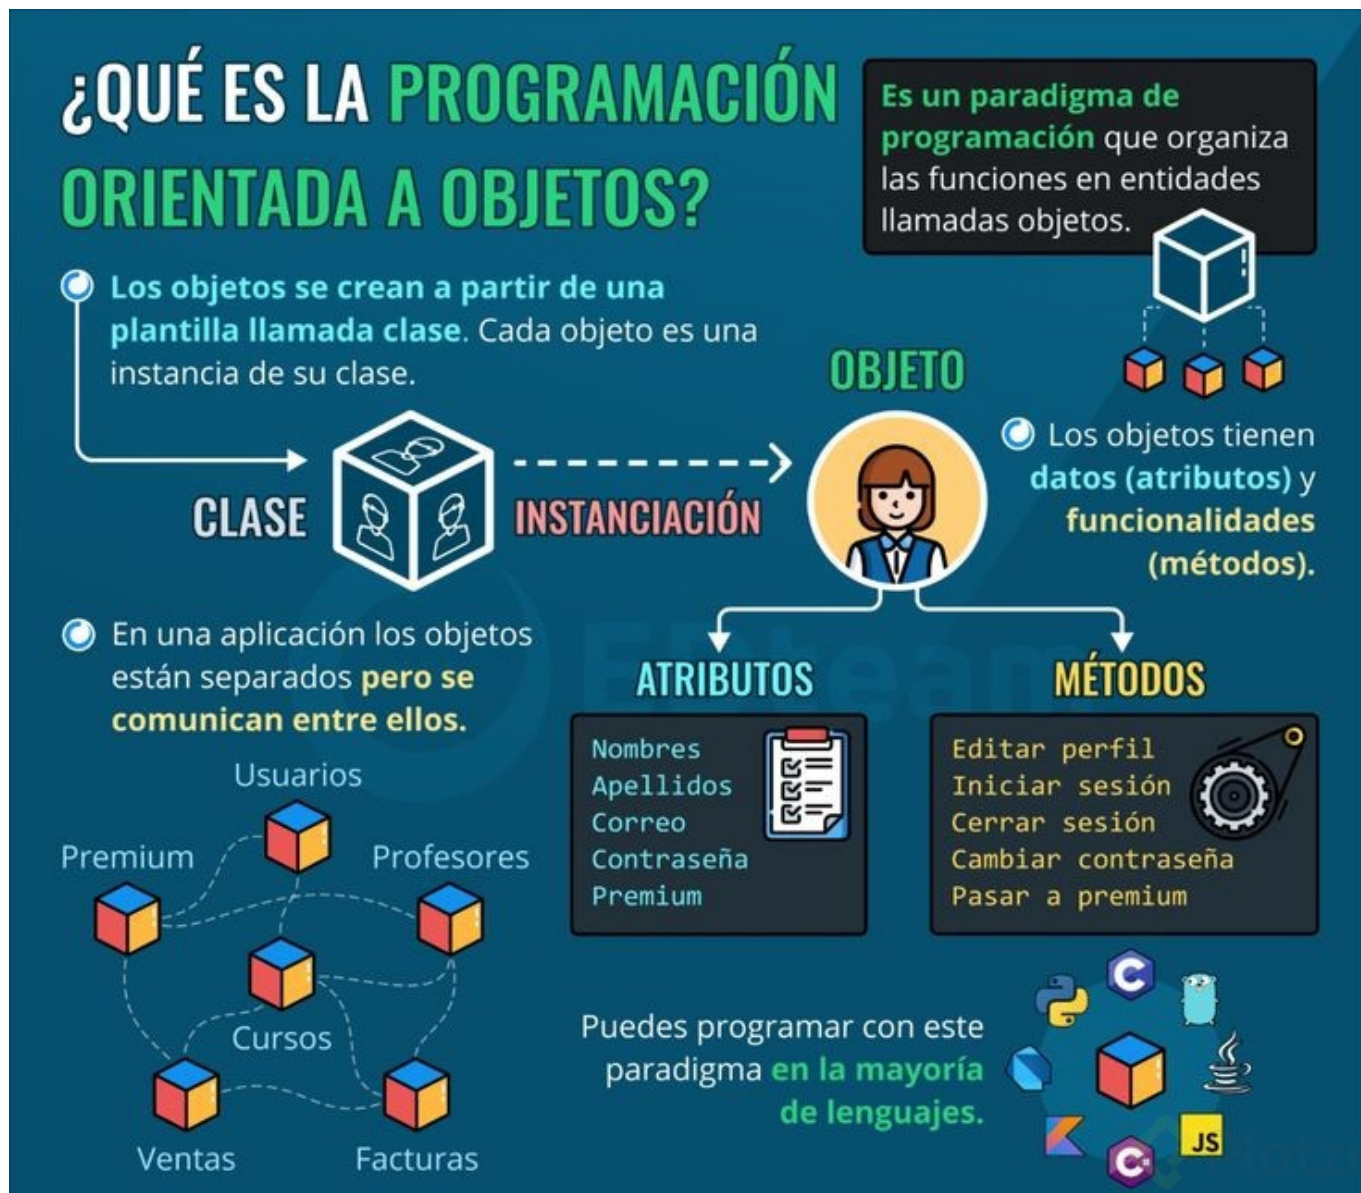 ¿QUÉ ES LA PROGRAMACIÓN
ORIENTADA A OBJETOS?
Es un paradigma de
programación que organiza
las funciones en entidades
llamadas objetos.
Los objetos se crean a partir de una
plantilla llamada clase. Cada objeto es una
instancia de su clase.
CLASE
INSTANCIACIÓN
OBJETO
Los objetos tienen
datos (atributos) y
funcionalidades
(métodos).
En una aplicación los objetos
están separados pero se
comunican entre ellos.
Usuarios
Premium
Profesores
Cursos
Ventas
Facturas
ATRIBUTOS
Nombres
Apellidos
Correo
Contraseña
Premium
MÉTODOS
Editar perfil
Iniciar sesión
Cerrar sesión
Cambiar contraseña
Pasar a premium
Puedes programar con este
paradigma en la mayoría
de lenguajes.
C
JS
C#
EDteam
Platzi